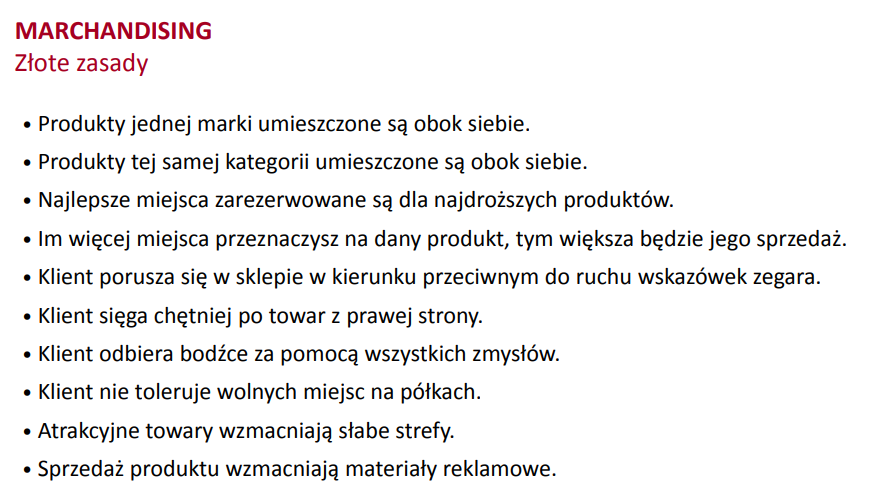 MARCHANDISING
Złote zasady
• Produkty jednej marki umieszczone są obok siebie.
• Produkty tej samej kategorii umieszczone są obok siebie.
• Najlepsze miejsca zarezerwowane są dla najdroższych produktów.
• Im więcej miejsca przeznaczysz na dany produkt, tym większa będzie jego sprzedaż.
• Klient porusza się w sklepie w kierunku przeciwnym do ruchu wskazówek zegara.
• Klient sięga chętniej po towar z prawej strony.
• Klient odbiera bodźce za pomocą wszystkich zmysłów.
• Klient nie toleruje wolnych miejsc na półkach.
• Atrakcyjne towary wzmacniają słabe strefy.
• Sprzedaż produktu wzmacniają materiały reklamowe.